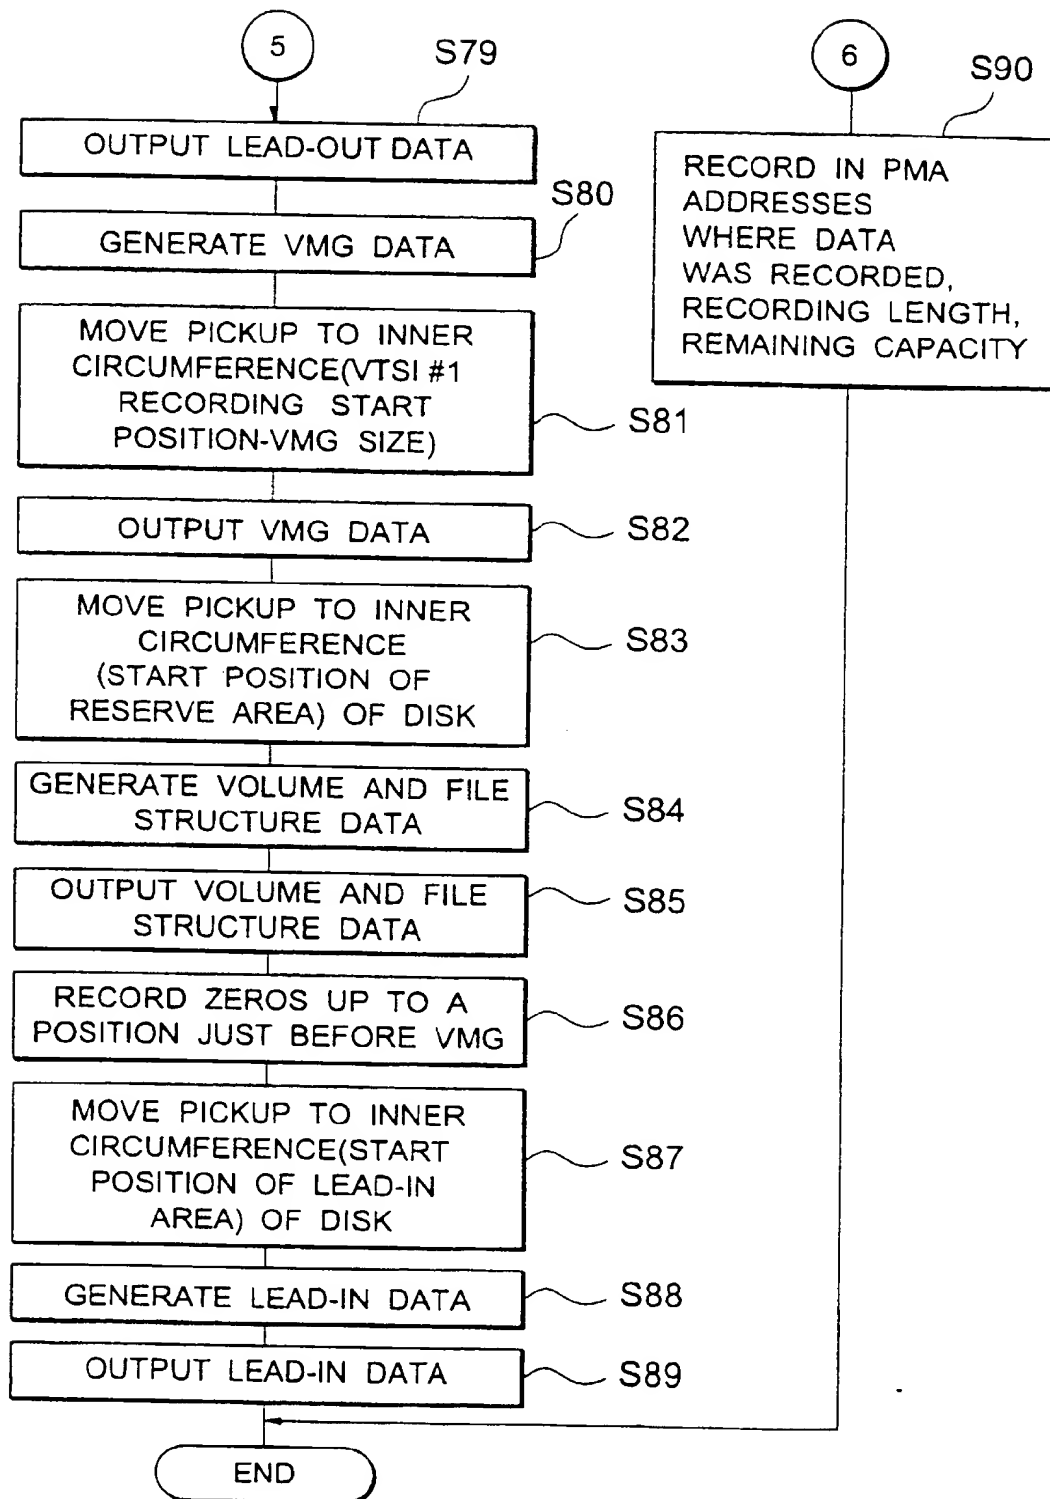 5
S79
OUTPUT LEAD-OUT DATA
S80
GENERATE VMG DATA
MOVE PICKUP TO INNER
CIRCUMFERENCE(VTSI #1
RECORDING START
POSITION-VMG SIZE)
S81
OUTPUT VMG DATA
S82
MOVE PICKUP TO INNER
CIRCUMFERENCE
(START POSITION OF
RESERVE AREA) OF DISK
S83
GENERATE VOLUME AND FILE
STRUCTURE DATA
S84
OUTPUT VOLUME AND FILE
STRUCTURE DATA
S85
RECORD ZEROS UP TO A
POSITION JUST BEFORE VMG
S86
MOVE PICKUP TO INNER
CIRCUMFERENCE(START
POSITION OF LEAD-IN
AREA) OF DISK
S87
GENERATE LEAD-IN DATA
S88
OUTPUT LEAD-IN DATA
S89
END
6
S90
RECORD IN PMA
ADDRESSES
WHERE DATA
WAS RECORDED,
RECORDING LENGTH,
REMAINING CAPACITY